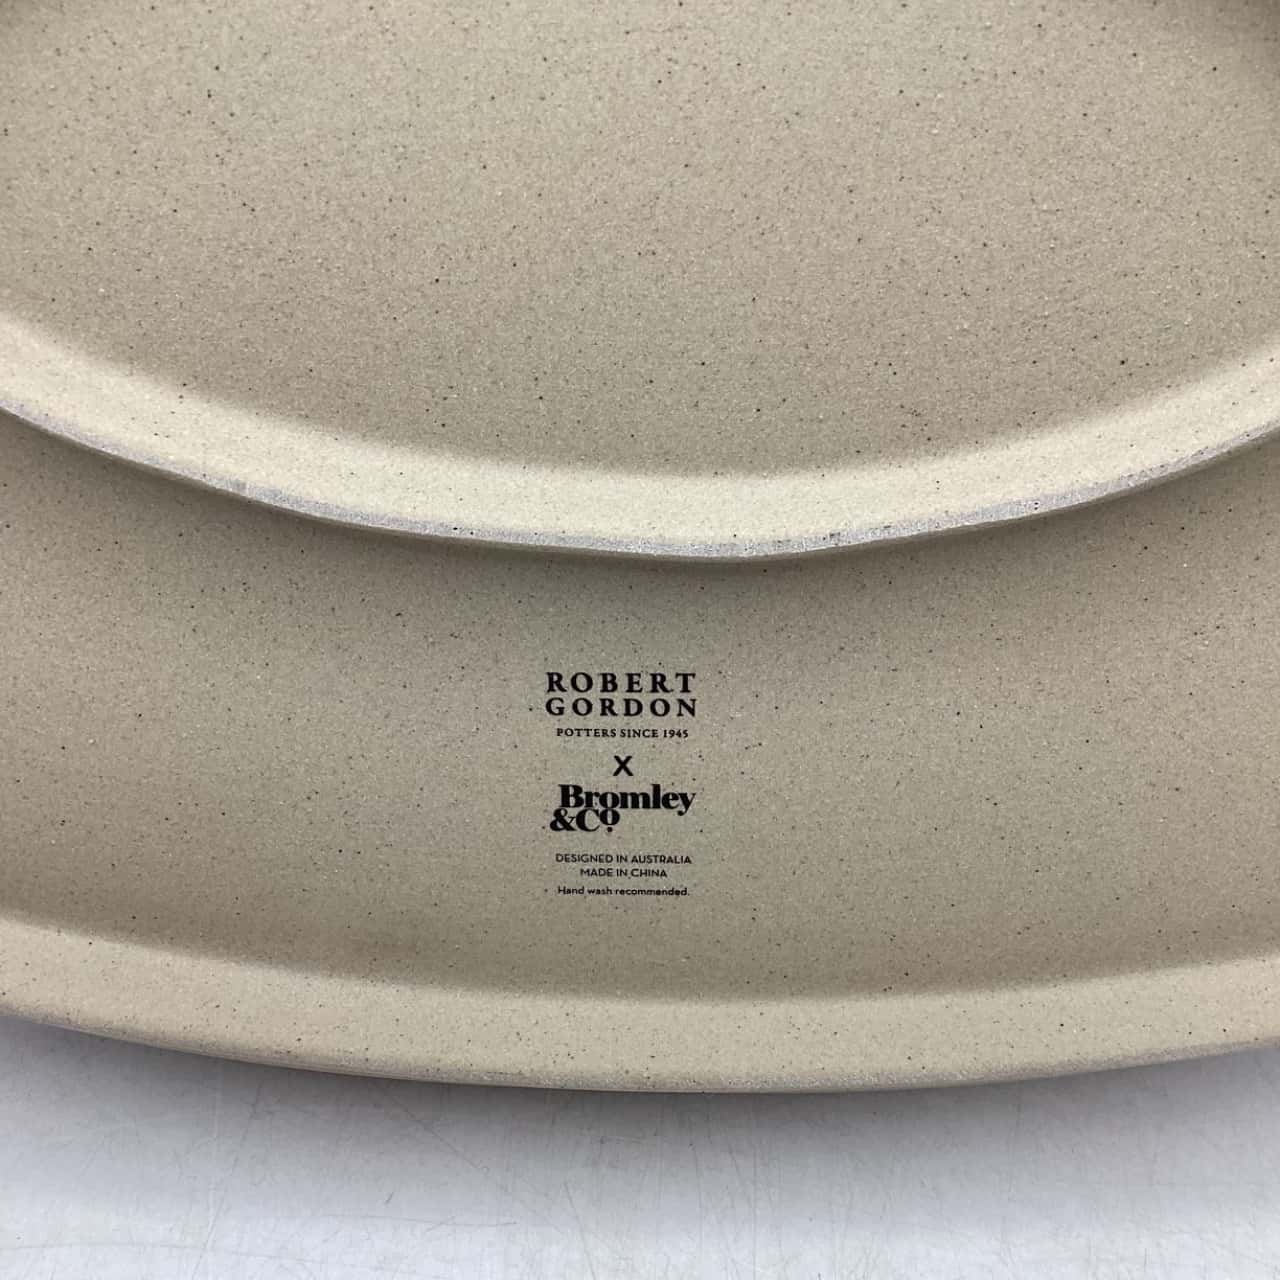 ROBERT
GORDON
POTTERS SINCE 1945
X
Bromley
&Co
DESIGNED IN AUSTRALIA
MADE IN CHINA
Hand wash recommended.